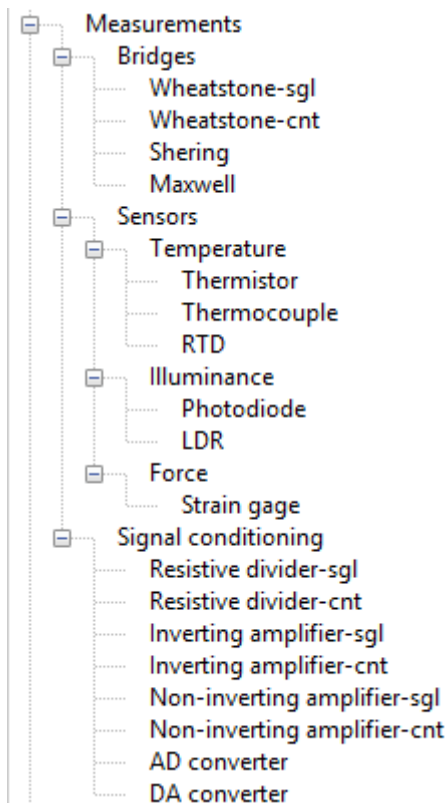 Measurements
Bridges
Wheatstone-sgl
Wheatstone-cnt
Shering
Maxwell
Sensors
Temperature
Thermistor
Thermocouple
RTD
Illuminance
Photodiode
LDR
Force
Strain gage
Signal conditioning
Resistive divider-sgl
Resistive divider-cnt
Inverting amplifier-sgl
Inverting amplifier-cnt
Non-inverting amplifier-sgl
Non-inverting amplifier-cnt
AD converter
DA converter